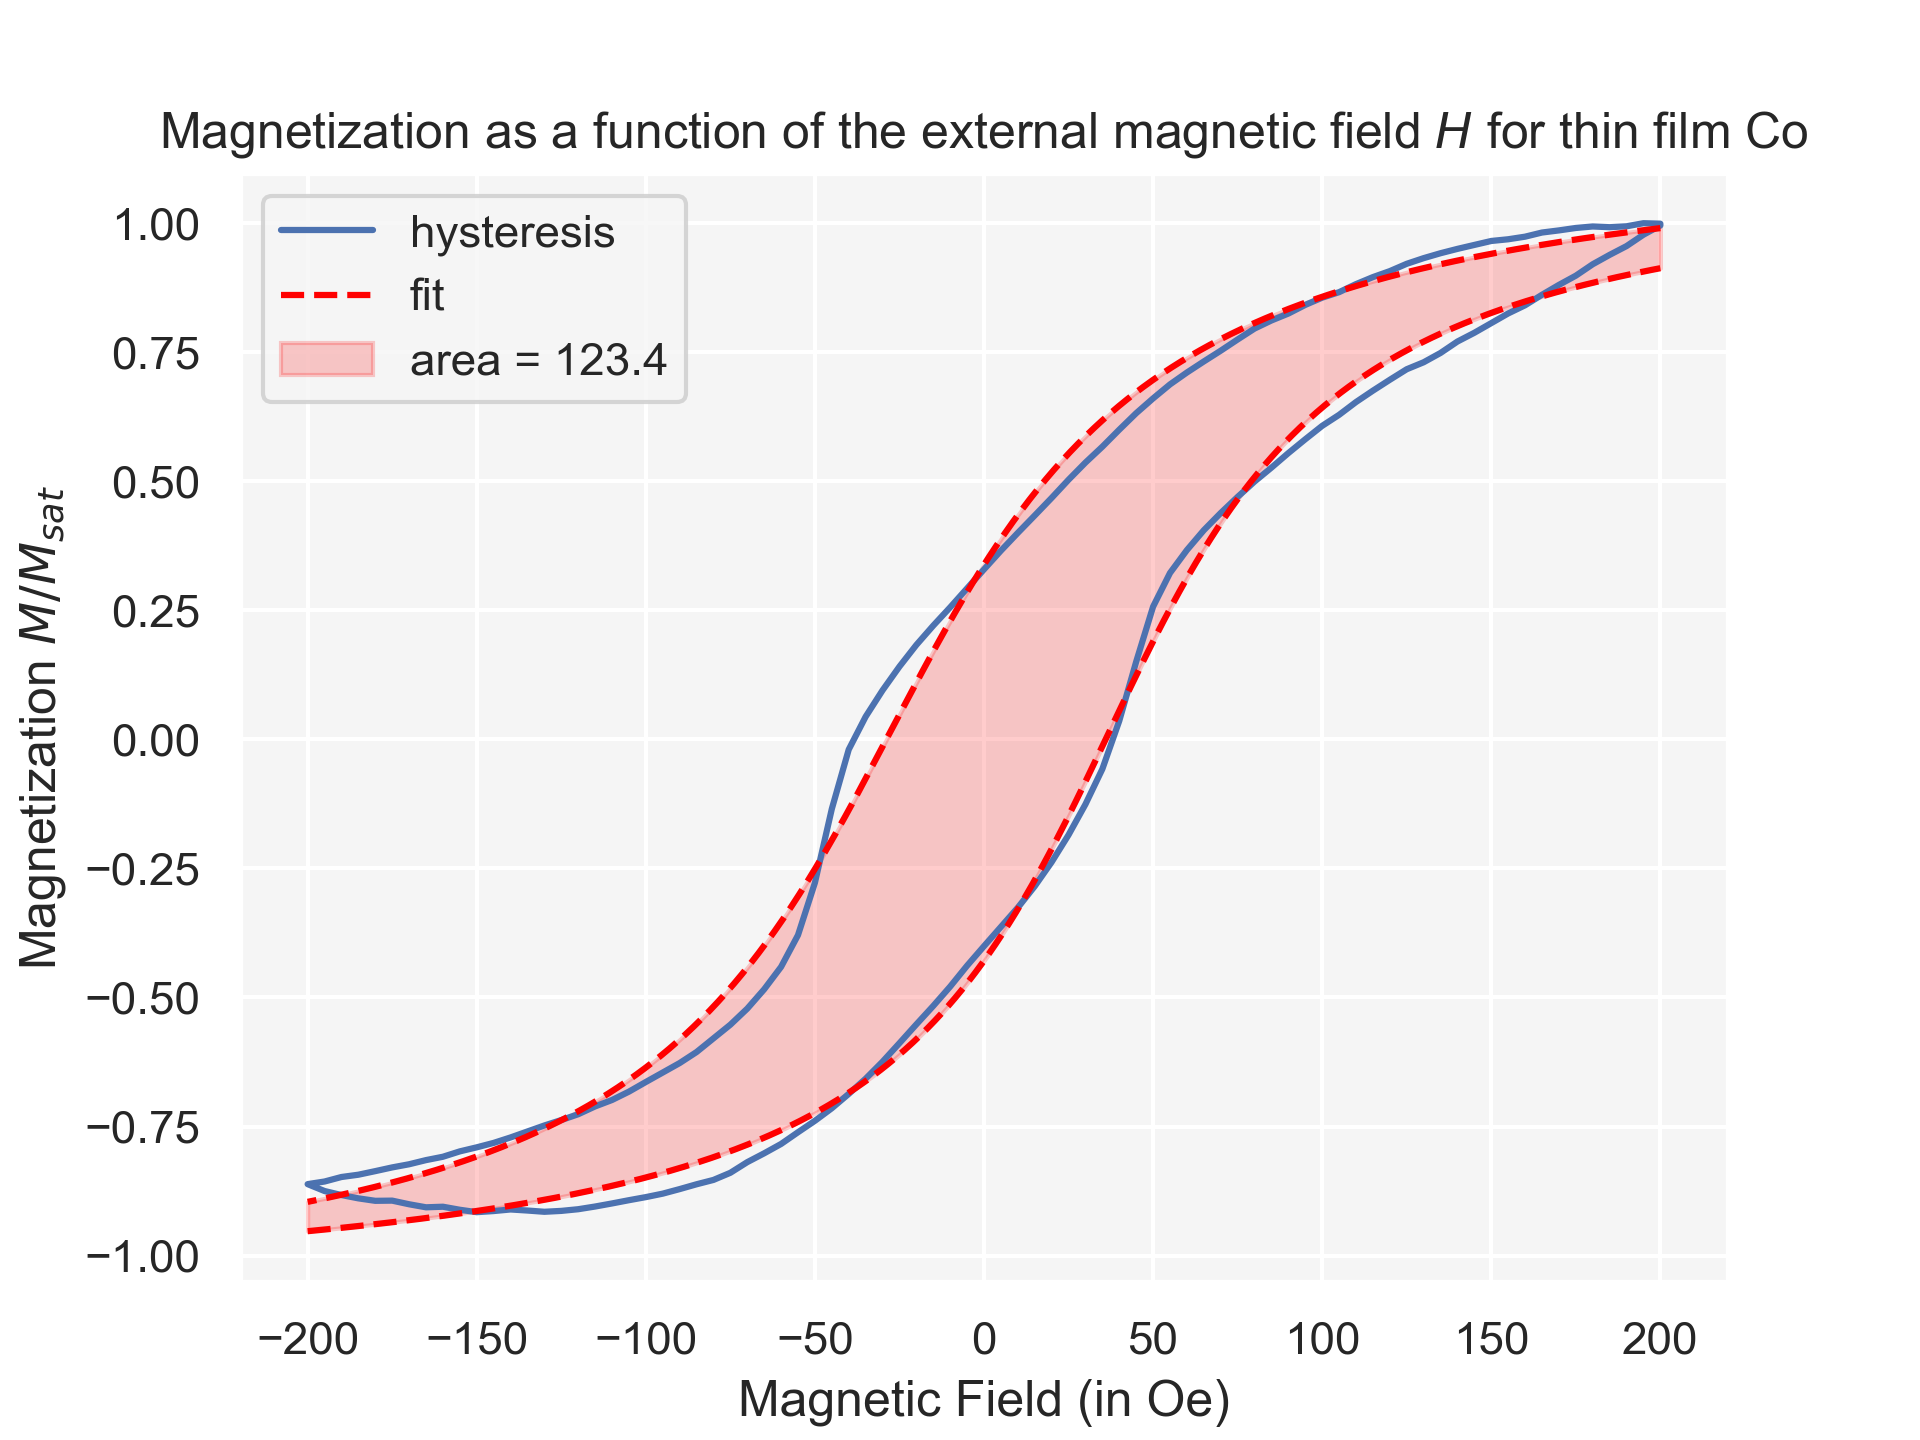 Magnetization as a function of the external magnetic field H for thin film Co
hysteresis
fit
area = 123.4
1.00
0.75
0.50
0.25
0.00
−0.25
−0.50
−0.75
−1.00
Magnetization M/M_sat
−200 −150 −100 −50 0 50 100 150 200
Magnetic Field (in Oe)